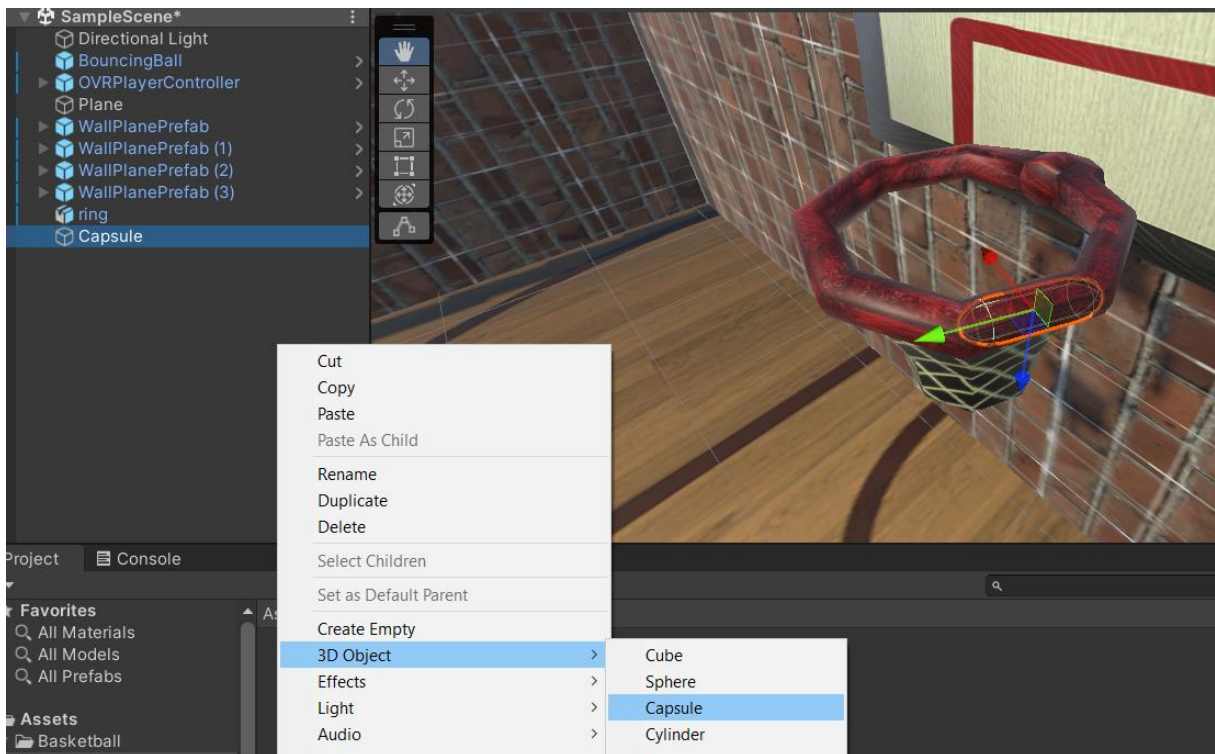 SampleScene*
Directional Light
BouncingBall
OVRPlayerController
Plane
WallPlanePrefab
WallPlanePrefab (1)
WallPlanePrefab (2)
WallPlanePrefab (3)
ring
Capsule
Cut
Copy
Paste
Paste As Child
Rename
Duplicate
Delete
Select Children
Set as Default Parent
Create Empty
3D Object
Effects
Light
Audio
Cube
Sphere
Capsule
Cylinder
Project
Console
Favorites
All Materials
All Models
All Prefabs
Assets
Basketball
As